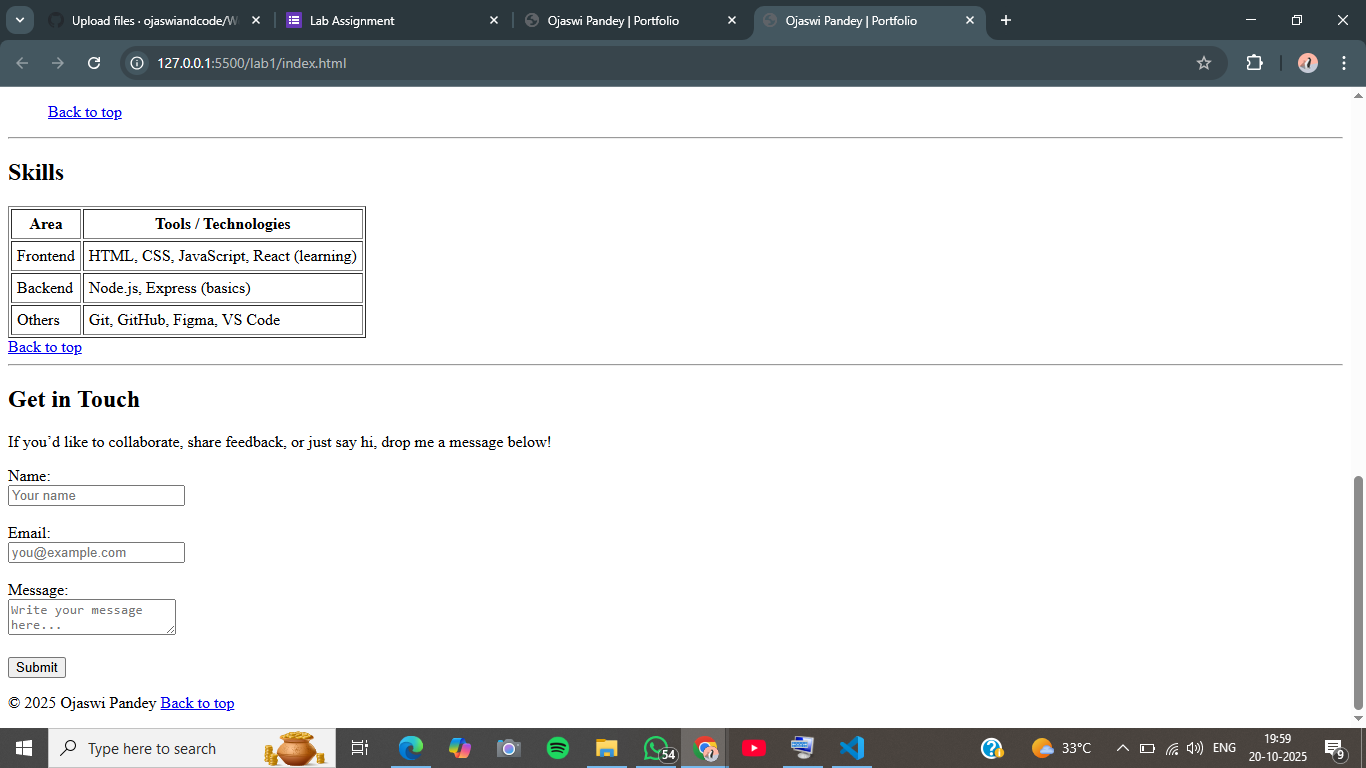 Upload files · ojaswiandcode/W
Lab Assignment
Ojaswi Pandey | Portfolio
Ojaswi Pandey | Portfolio
127.0.0.1:5500/lab1/index.html
Back to top
Skills
Area Tools / Technologies
Frontend HTML, CSS, JavaScript, React (learning)
Backend Node.js, Express (basics)
Others Git, GitHub, Figma, VS Code
Back to top
Get in Touch
If you’d like to collaborate, share feedback, or just say hi, drop me a message below!
Name:
Your name
Email:
you@example.com
Message:
Write your message
here...
Submit
© 2025 Ojaswi Pandey Back to top
Type here to search
54
33°C
ENG
19:59
20-10-2025
9